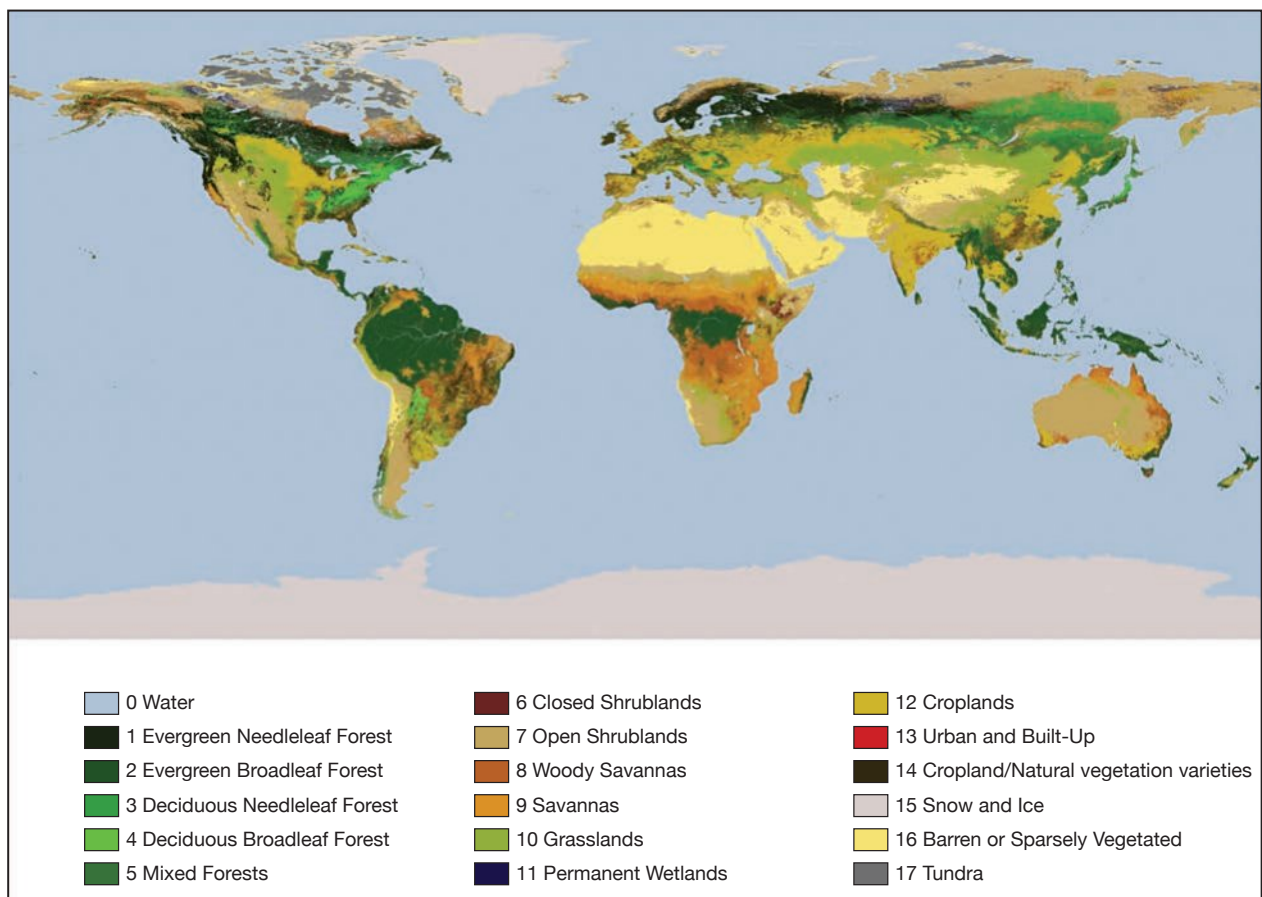 0 Water
1 Evergreen Needleleaf Forest
2 Evergreen Broadleaf Forest
3 Deciduous Needleleaf Forest
4 Deciduous Broadleaf Forest
5 Mixed Forests
6 Closed Shrublands
7 Open Shrublands
8 Woody Savannas
9 Savannas
10 Grasslands
11 Permanent Wetlands
12 Croplands
13 Urban and Built-Up
14 Cropland/Natural vegetation varieties
15 Snow and Ice
16 Barren or Sparsely Vegetated
17 Tundra